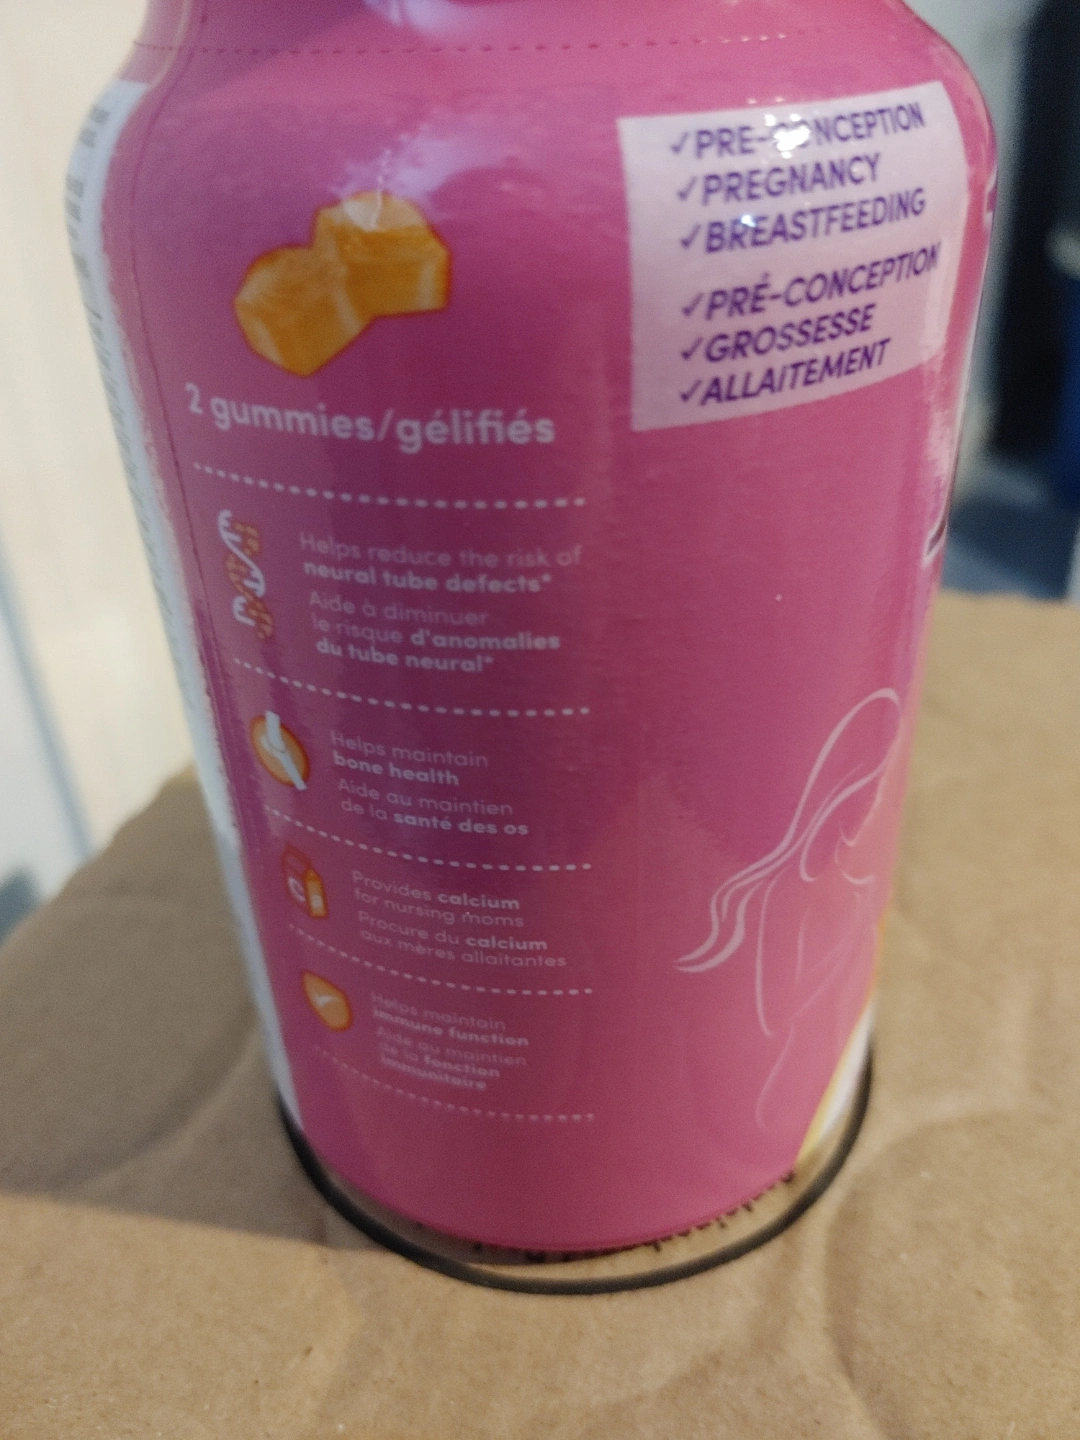 2 gummies/gélifiés
Helps reduce the risk of
neural tube defects*
Aide à diminuer
le risque d'anomalies
du tube neural*
Helps maintain
bone health
Aide au maintien
de la santé des os
Provides calcium
for nursing moms
Procure du calcium
aux mères allaitantes
Helps maintain
immune function
Aide au maintien
de la fonction
immunitaire
✓PRE-CONCEPTION
✓PREGNANCY
✓BREASTFEEDING
✓PRÉ-CONCEPTION
✓GROSSESSE
✓ALLAITEMENT